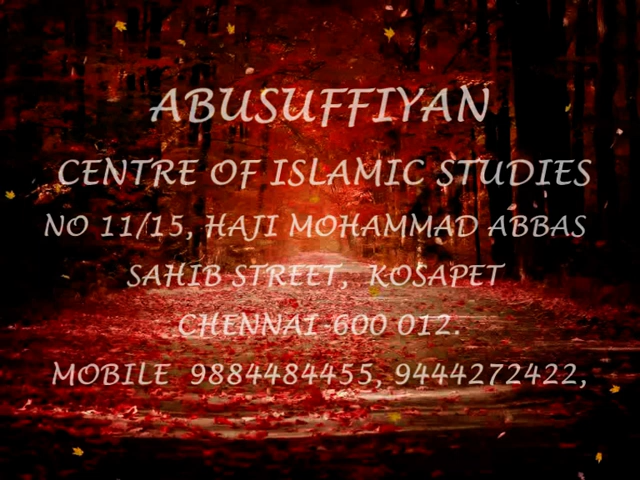 ABUSUFFIYAN
CENTRE OF ISLAMIC STUDIES
NO 11/15, HAJI MOHAMMAD ABBAS
SAHIB STREET, KOSAPET
CHENNAI-600 012.
MOBILE 9884484455, 9444272422,